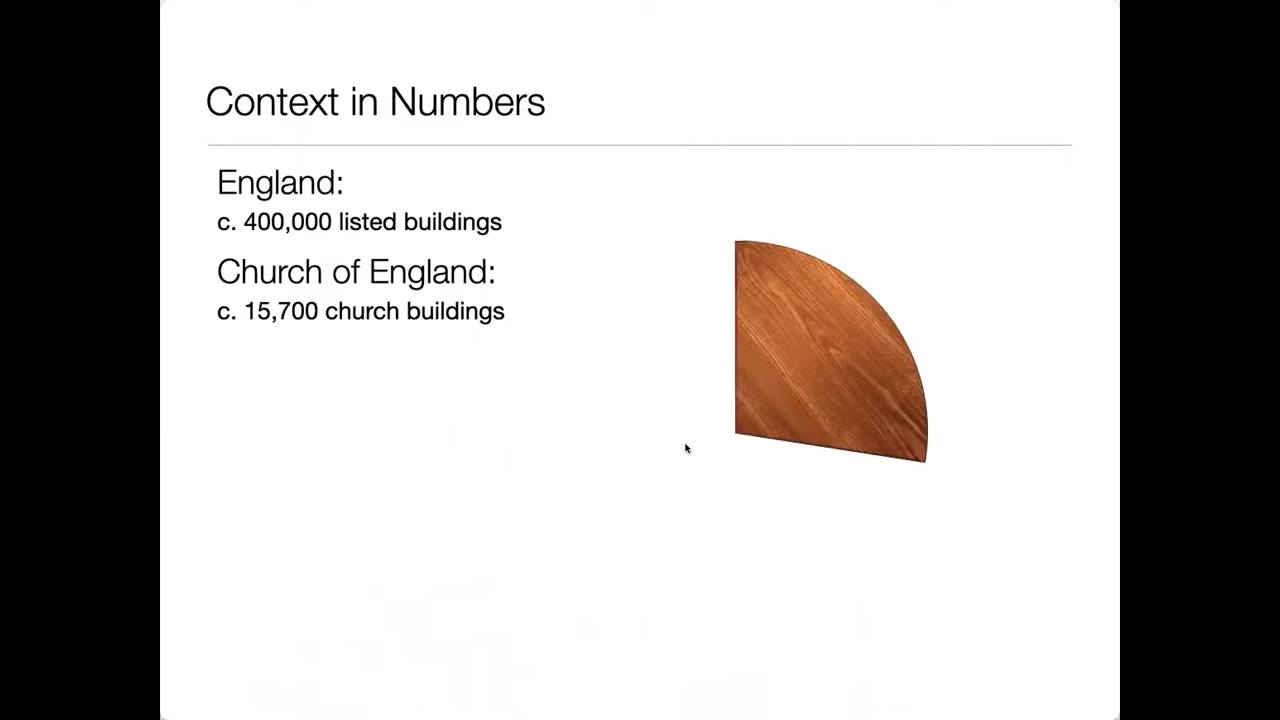 Context in Numbers
England:
c. 400,000 listed buildings
Church of England:
c. 15,700 church buildings